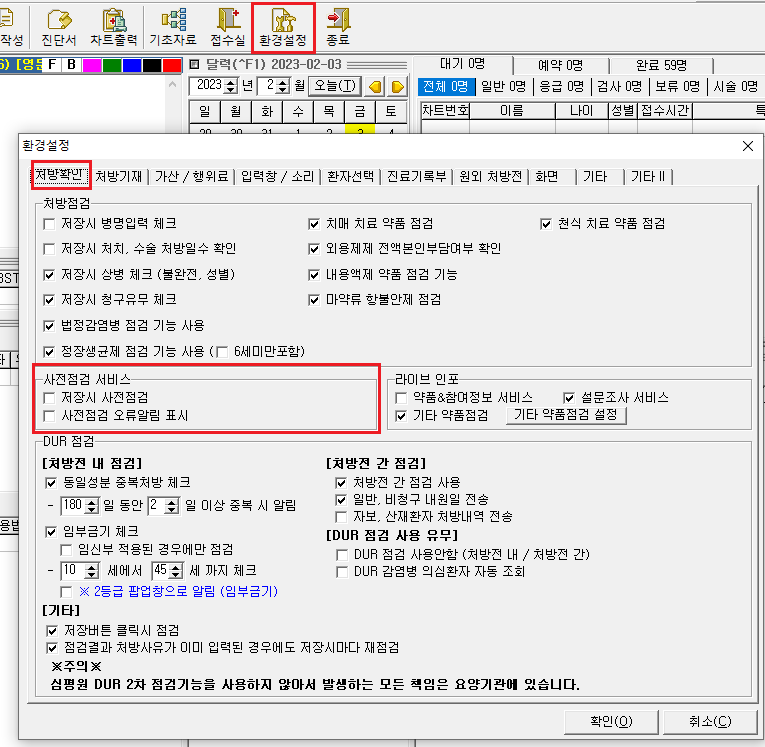 작성 진단서 차트출력 기초자료 접수실 환경설정 종료
F B 달력(^F1) 2023-02-03 대기 0명 예약 0명 완료 59명
2023 년 2 월 오늘(T) 전체 0명 일반 0명 응급 0명 검사 0명 보류 0명 시술 0명
일 월 화 수 목 금 토 차트번호 이름 나이 성별 접수시간
환경설정
처방확인 처방기재 가산 / 행위료 입력창 / 소리 환자선택 진료기록부 원외 처방전 화면 기타 기타 II
처방점검
저장시 병명입력 체크 치매 치료 약품 점검 천식 치료 약품 점검
저장시 처치, 수술 처방일수 확인 외용제제 전액본인부담여부 확인
저장시 상병 체크 (불완전, 성별) 내용액제 약품 점검 기능
저장시 청구유무 체크 마약류 항불안제 점검
법정감염병 점검 기능 사용
정장생균제 점검 기능 사용 ( 6세미만포함)
사전점검 서비스 라이브 인포
저장시 사전점검 약품&참여정보 서비스 설문조사 서비스
사전점검 오류알림 표시 기타 약품점검 기타 약품점검 설정
DUR 점검
[처방전 내 점검] [처방전 간 점검]
동일성분 중복처방 체크 처방전 간 점검 사용
- 180 일 동안 2 일 이상 중복 시 알림 일반, 비청구 내원일 전송
자보, 산재환자 처방내역 전송
임부금기 체크 [DUR 점검 사용 유무]
임신부 적용된 경우에만 점검 DUR 점검 사용안함 (처방전 내 / 처방전 간)
- 10 세에서 45 세 까지 체크 DUR 감염병 의심환자 자동 조회
※ 2등급 팝업창으로 알림 (임부금기)
[기타]
저장버튼 클릭시 점검
점검결과 처방사유가 이미 입력된 경우에도 저장시마다 재점검
※주의※
심평원 DUR 2차 점검기능을 사용하지 않아서 발생하는 모든 책임은 요양기관에 있습니다.
확인(O) 취소(C)